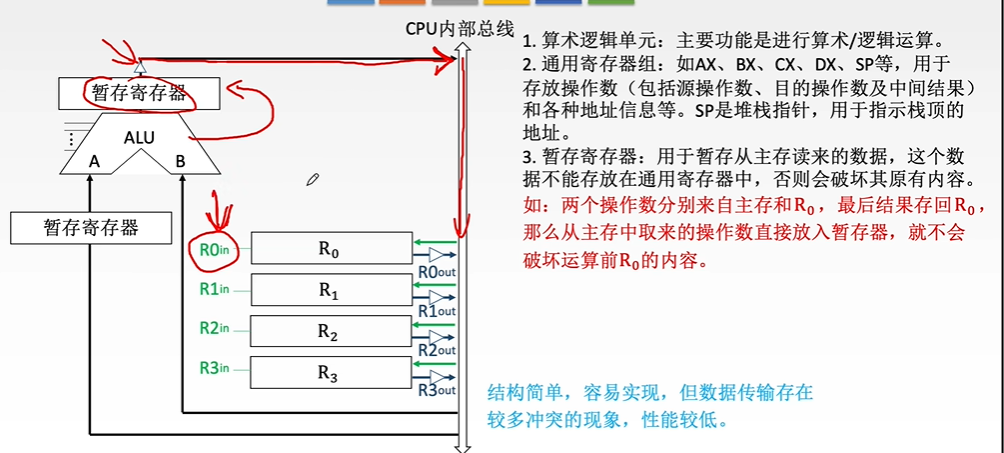 CPU内部总线
暂存寄存器
ALU
A
B
暂存寄存器
R0in
R₀
R0out
R1in
R₁
R1out
R2in
R₂
R2out
R3in
R₃
R3out
1. 算术逻辑单元：主要功能是进行算术/逻辑运算。
2. 通用寄存器组：如AX、BX、CX、DX、SP等，用于
存放操作数（包括源操作数、目的操作数及中间结果）
和各种地址信息等。SP是堆栈指针，用于指示栈顶的
地址。
3. 暂存寄存器：用于暂存从主存读来的数据，这个数
据不能存放在通用寄存器中，否则会破坏其原有内容。
如：两个操作数分别来自主存和R₀，最后结果存回R₀，
那么从主存中取来的操作数直接放入暂存器，就不会
破坏运算前R₀的内容。
结构简单，容易实现，但数据传输存在
较多冲突的现象，性能较低。